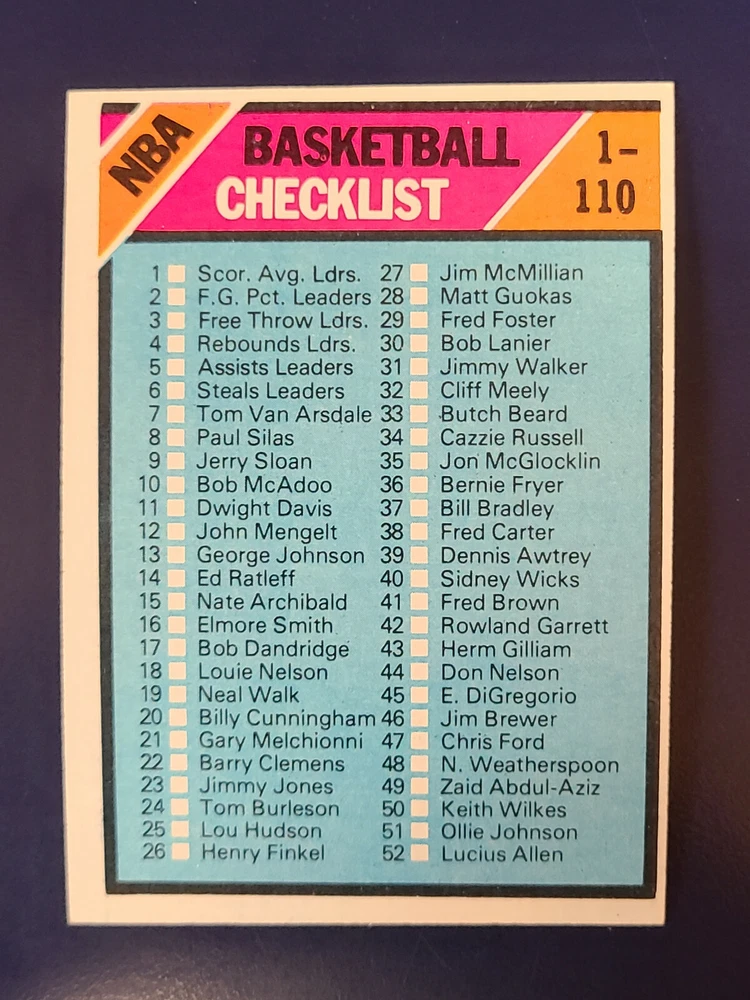 NBA
BASKETBALL
CHECKLIST
1-
110
1 Scor. Avg. Ldrs.
2 F.G. Pct. Leaders
3 Free Throw Ldrs.
4 Rebounds Ldrs.
5 Assists Leaders
6 Steals Leaders
7 Tom Van Arsdale
8 Paul Silas
9 Jerry Sloan
10 Bob McAdoo
11 Dwight Davis
12 John Mengelt
13 George Johnson
14 Ed Ratleff
15 Nate Archibald
16 Elmore Smith
17 Bob Dandridge
18 Louie Nelson
19 Neal Walk
20 Billy Cunningham
21 Gary Melchionni
22 Barry Clemens
23 Jimmy Jones
24 Tom Burleson
25 Lou Hudson
26 Henry Finkel
27 Jim McMillian
28 Matt Guokas
29 Fred Foster
30 Bob Lanier
31 Jimmy Walker
32 Cliff Meely
33 Butch Beard
34 Cazzie Russell
35 Jon McGlocklin
36 Bernie Fryer
37 Bill Bradley
38 Fred Carter
39 Dennis Awtrey
40 Sidney Wicks
41 Fred Brown
42 Rowland Garrett
43 Herm Gilliam
44 Don Nelson
45 E. DiGregorio
46 Jim Brewer
47 Chris Ford
48 N. Weatherspoon
49 Zaid Abdul-Aziz
50 Keith Wilkes
51 Ollie Johnson
52 Lucius Allen